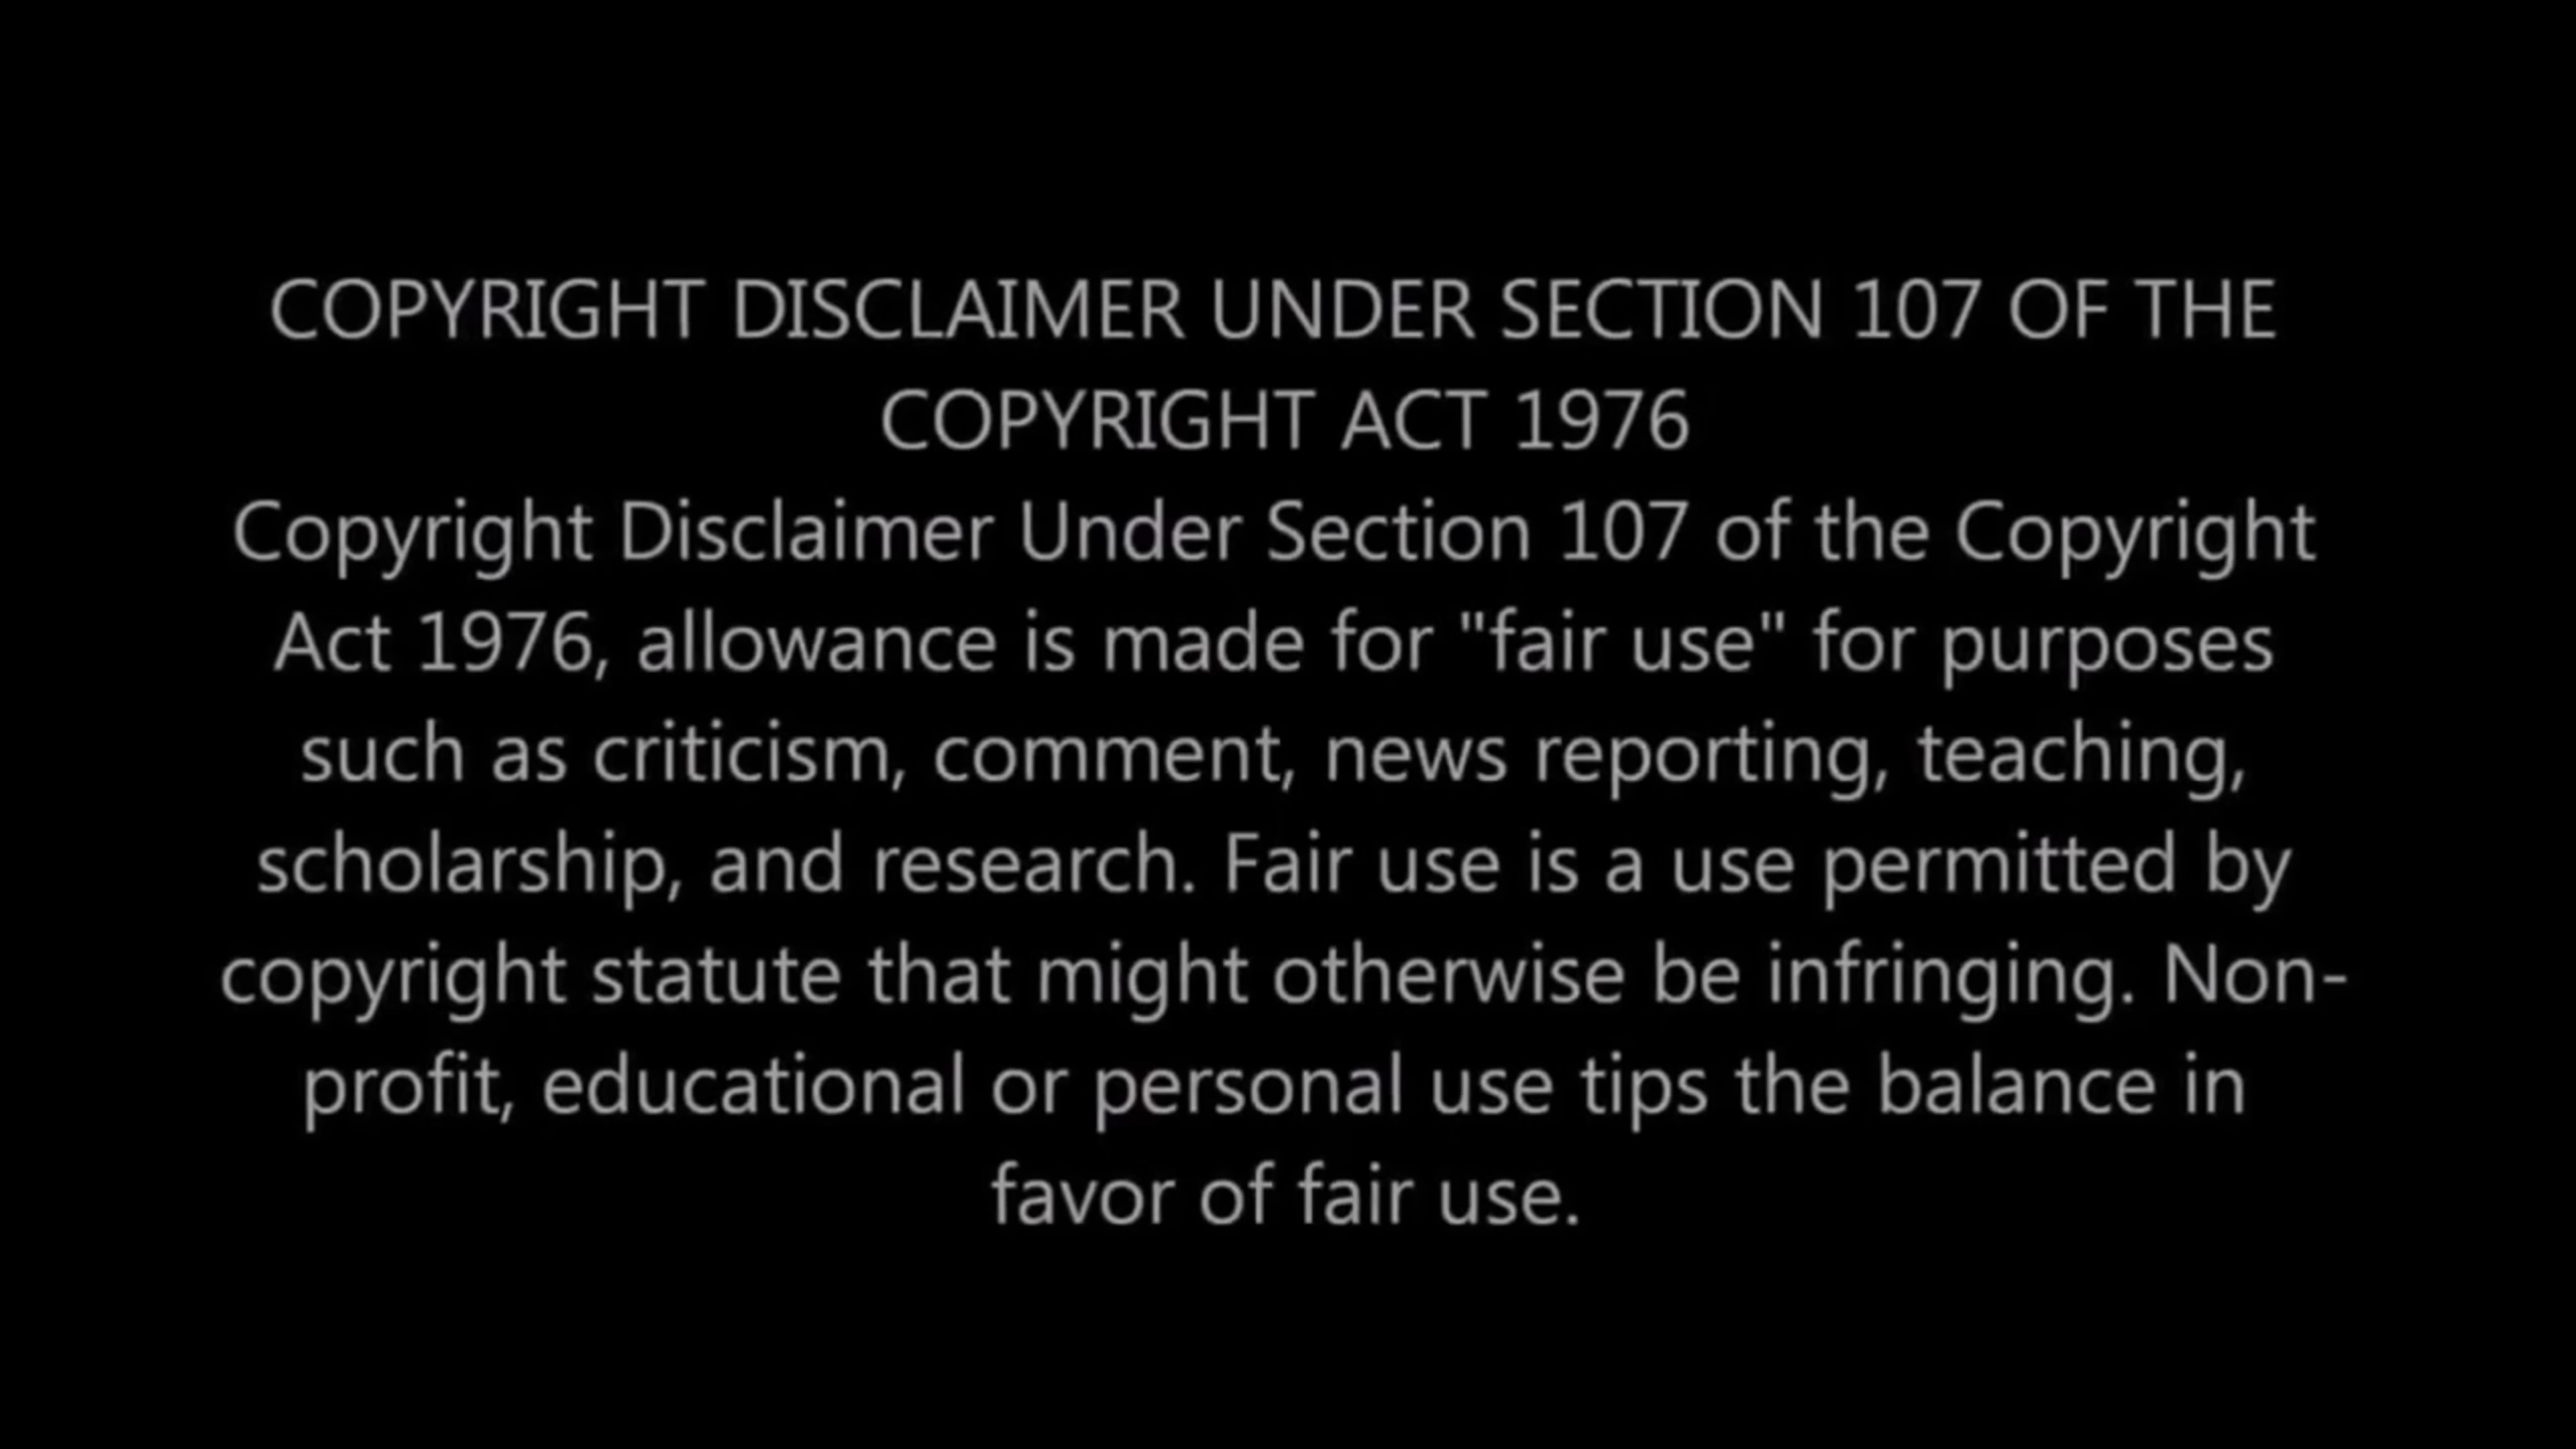 COPYRIGHT DISCLAIMER UNDER SECTION 107 OF THE
COPYRIGHT ACT 1976
Copyright Disclaimer Under Section 107 of the Copyright
Act 1976, allowance is made for "fair use" for purposes
such as criticism, comment, news reporting, teaching,
scholarship, and research. Fair use is a use permitted by
copyright statute that might otherwise be infringing. Non-
profit, educational or personal use tips the balance in
favor of fair use.